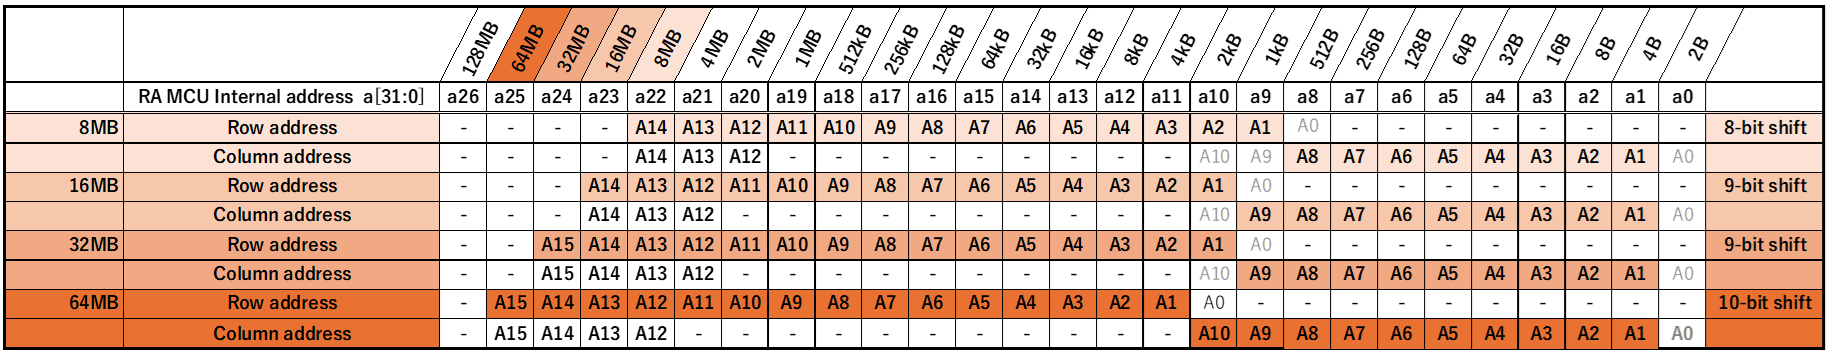 128MB 64MB 32MB 16MB 8MB 4MB 2MB 1MB 512kB 256kB 128kB 64kB 32kB 16kB 8kB 4kB 2kB 1kB 512B 256B 128B 64B 32B 16B 8B 4B 2B
RA MCU Internal address a[31:0] a26 a25 a24 a23 a22 a21 a20 a19 a18 a17 a16 a15 a14 a13 a12 a11 a10 a9 a8 a7 a6 a5 a4 a3 a2 a1 a0
8MB Row address - - - - A14 A13 A12 A11 A10 A9 A8 A7 A6 A5 A4 A3 A2 A1 A0 - - - - - - - - 8-bit shift
Column address - - - - A14 A13 A12 - - - - - - - - - A10 A9 A8 A7 A6 A5 A4 A3 A2 A1 A0
16MB Row address - - - A14 A13 A12 A11 A10 A9 A8 A7 A6 A5 A4 A3 A2 A1 A0 - - - - - - - - - 9-bit shift
Column address - - - A14 A13 A12 - - - - - - - - - - A10 A9 A8 A7 A6 A5 A4 A3 A2 A1 A0
32MB Row address - - A15 A14 A13 A12 A11 A10 A9 A8 A7 A6 A5 A4 A3 A2 A1 A0 - - - - - - - - - 9-bit shift
Column address - - A15 A14 A13 A12 - - - - - - - - - - A10 A9 A8 A7 A6 A5 A4 A3 A2 A1 A0
64MB Row address - A15 A14 A13 A12 A11 A10 A9 A8 A7 A6 A5 A4 A3 A2 A1 A0 - - - - - - - - - - 10-bit shift
Column address - A15 A14 A13 A12 - - - - - - - - - - - A10 A9 A8 A7 A6 A5 A4 A3 A2 A1 A0